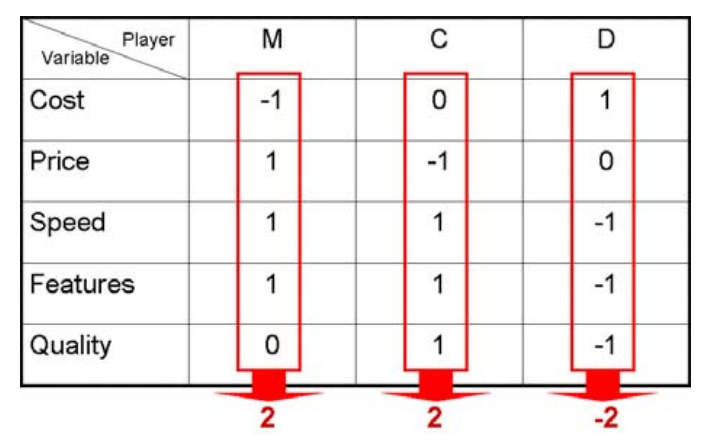 Player
Variable
M C D
Cost -1 0 1
Price 1 -1 0
Speed 1 1 -1
Features 1 1 -1
Quality 0 1 -1
2 2 -2